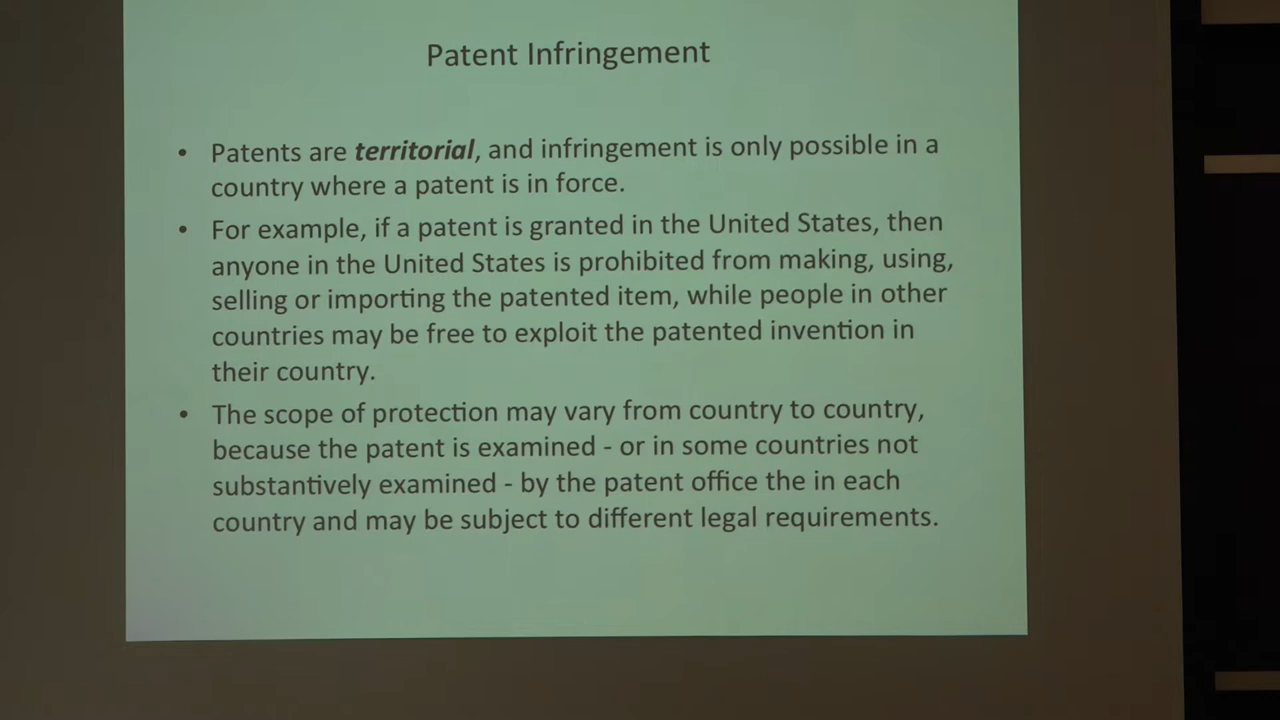 Patent Infringement
• Patents are territorial, and infringement is only possible in a
country where a patent is in force.
• For example, if a patent is granted in the United States, then
anyone in the United States is prohibited from making, using,
selling or importing the patented item, while people in other
countries may be free to exploit the patented invention in
their country.
• The scope of protection may vary from country to country,
because the patent is examined - or in some countries not
substantively examined - by the patent office the in each
country and may be subject to different legal requirements.